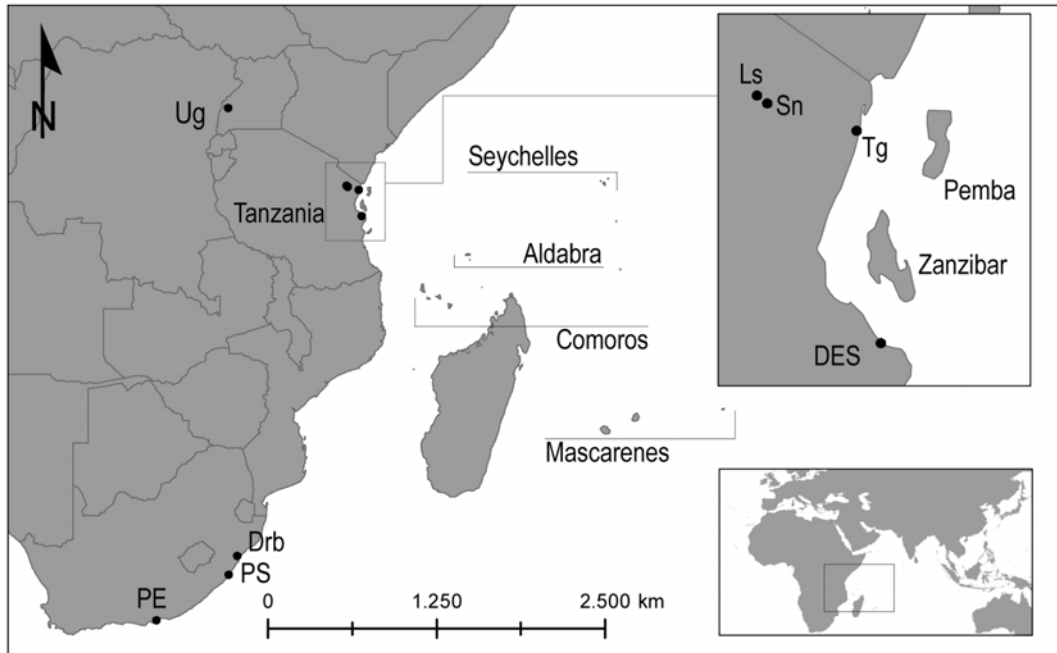 N
Ug
Tanzania
Seychelles
Aldabra
Comoros
Mascarenes
Drb
PS
PE
0 1.250 2.500 km
Ls
Sn
Tg
Pemba
Zanzibar
DES